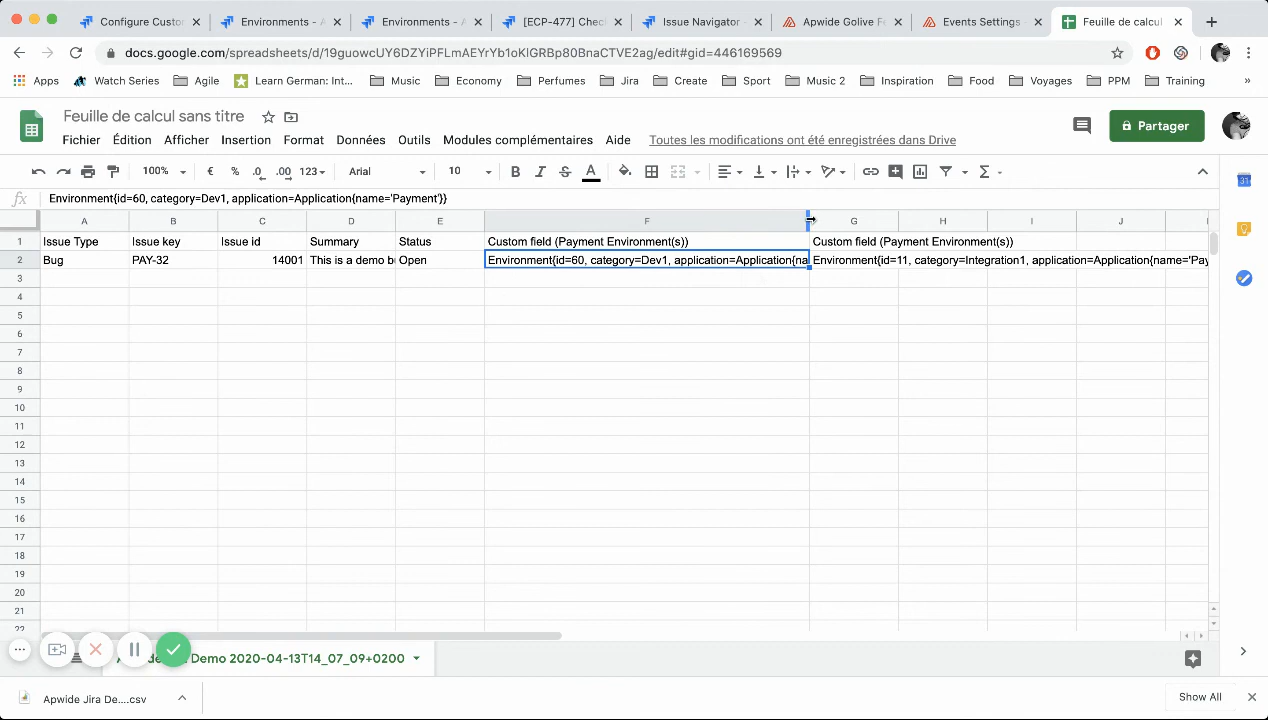 Configure Custor
Environments - A
Environments - A
[ECP-477] Chec
Issue Navigator -
Apwide Golive Fe
Events Settings -
Feuille de calcul
docs.google.com/spreadsheets/d/19guowcUY6DZYiPFLmAEYrYb1oKlGRBp80BnaCTVE2ag/edit#gid=446169569
Apps
Watch Series
Agile
Learn German: Int...
Music
Economy
Perfumes
Jira
Create
Sport
Music 2
Inspiration
Food
Voyages
PPM
Training
»
Feuille de calcul sans titre
Partager
Fichier Édition Afficher Insertion Format Données Outils Modules complémentaires Aide Toutes les modifications ont été enregistrées dans Drive
100% € % .0 .00 123 Arial 10 B I S A Σ
31
fx Environment{id=60, category=Dev1, application=Application{name='Payment'}}
A B C D E F G H I J
1 Issue Type Issue key Issue id Summary Status Custom field (Payment Environment(s)) Custom field (Payment Environment(s))
2 Bug PAY-32 14001 This is a demo b Open Environment{id=60, category=Dev1, application=Application{na Environment{id=11, category=Integration1, application=Application{name='Pay
3
4
5
6
7
8
9
10
11
12
13
14
15
16
17
18
19
20
21
22
Demo 2020-04-13T14_07_09+0200
Apwide Jira De....csv
Show All